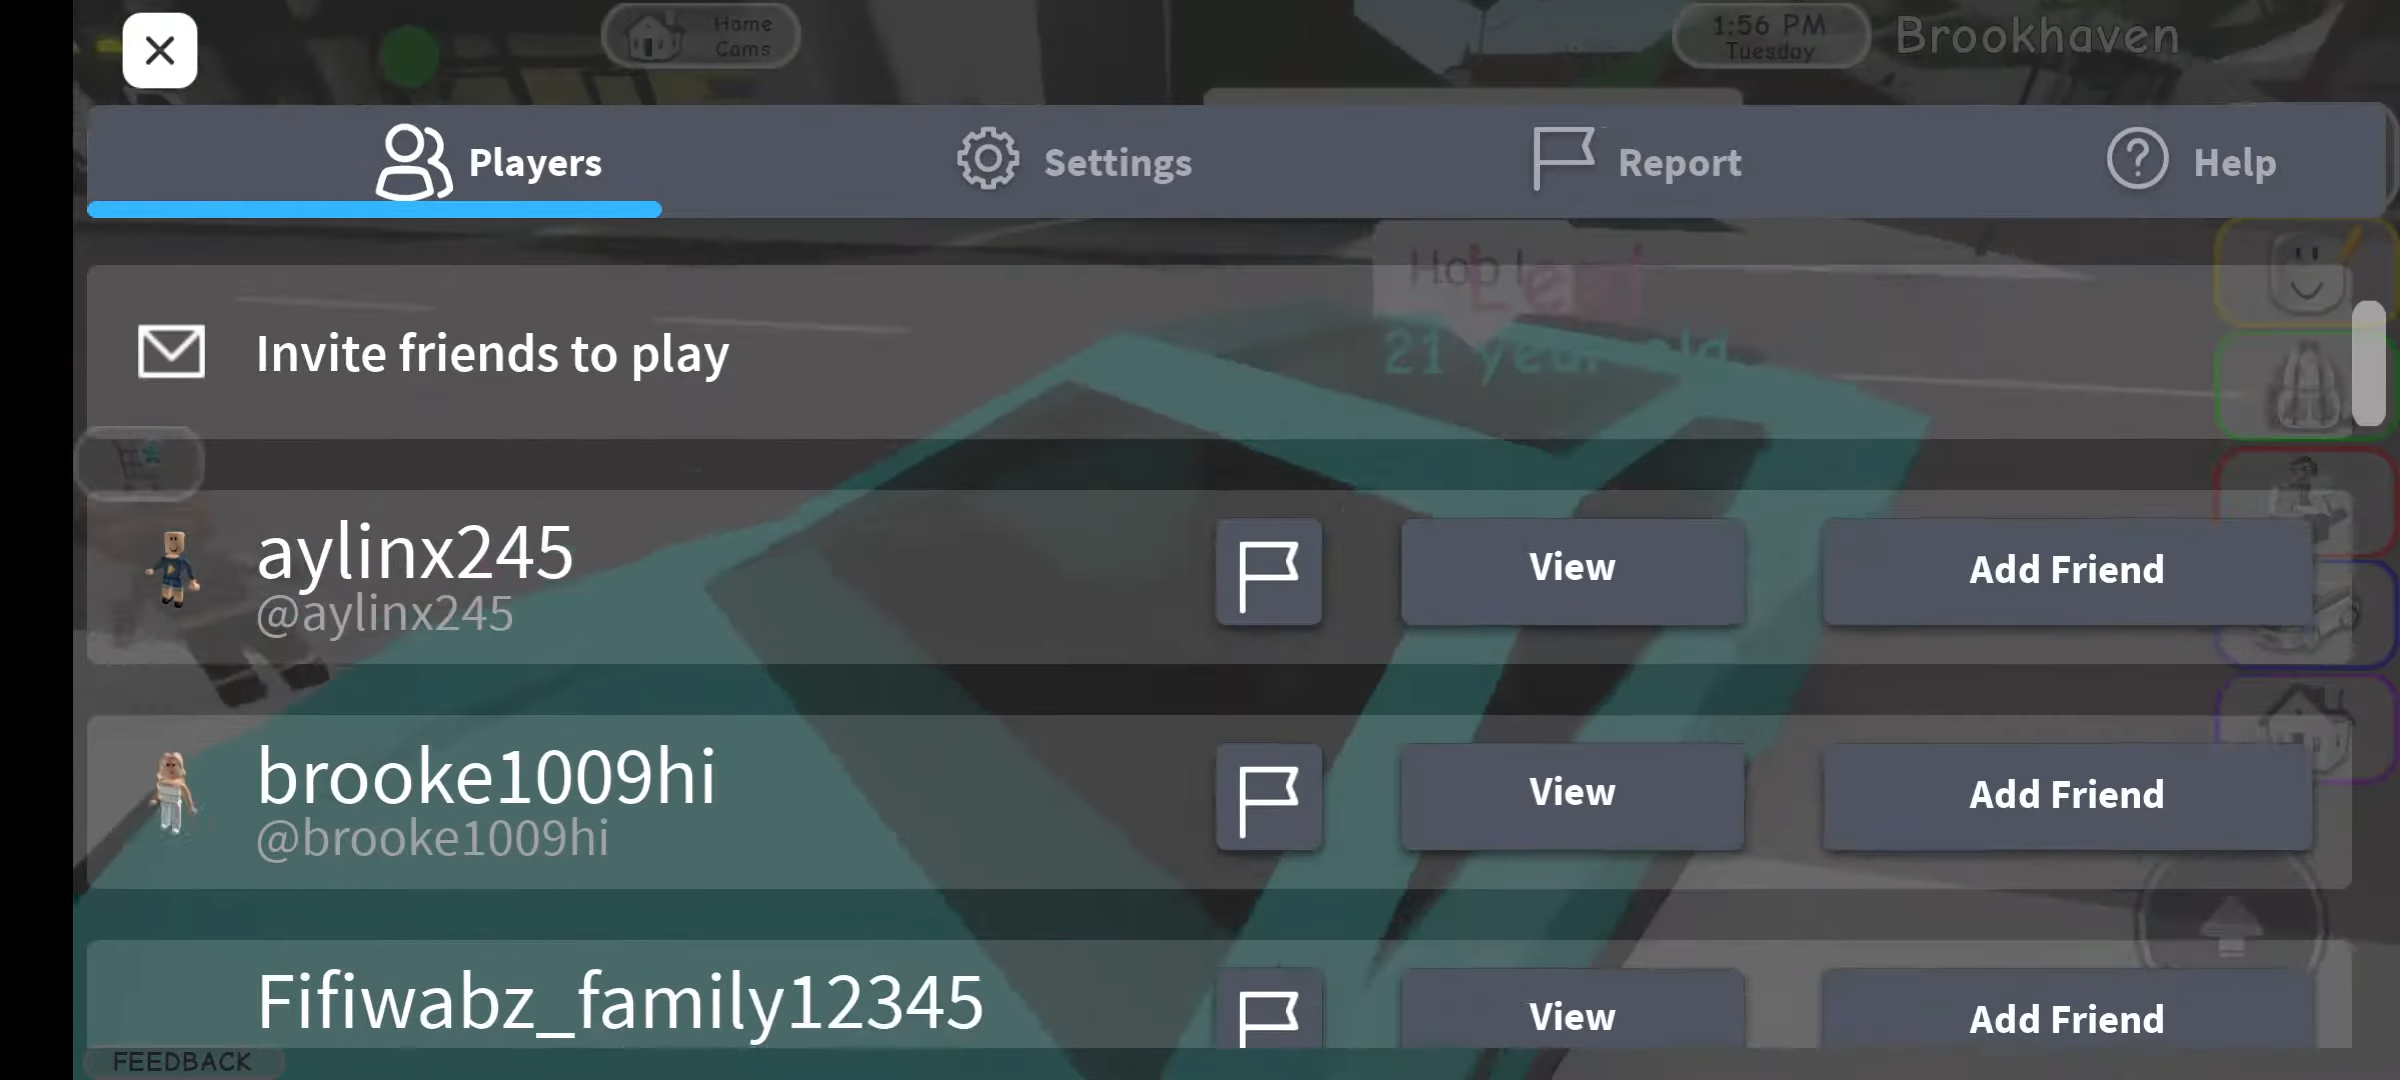 Home
Cams
1:56 PM
Tuesday
Brookhaven
Players
Settings
Report
Help
21
Invite friends to play
aylinx245
@aylinx245
View
Add Friend
brooke1009hi
@brooke1009hi
View
Add Friend
Fifiwabz_family12345
View
Add Friend
FEEDBACK